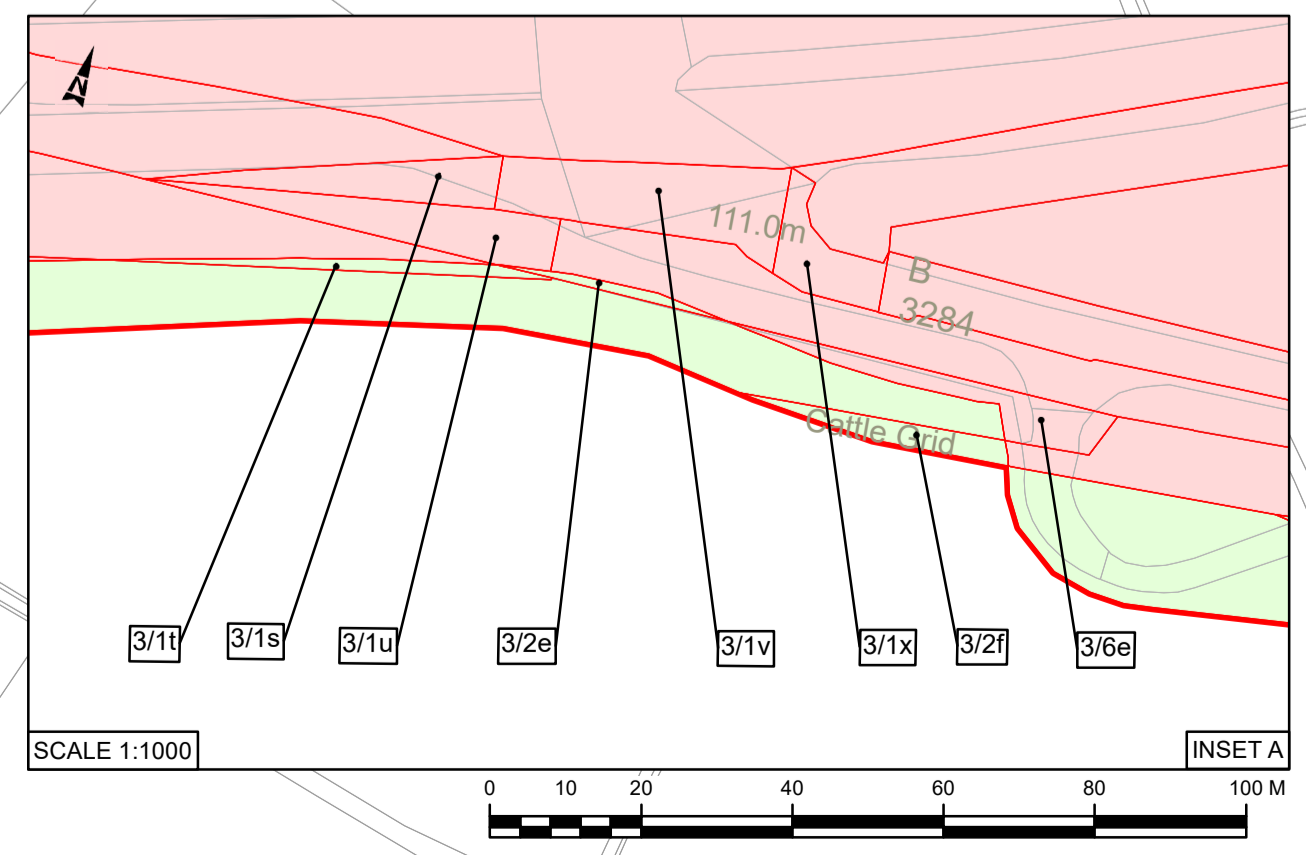 N
111.0m
B
3284
Cattle Grid
3/1t
3/1s
3/1u
3/2e
3/1v
3/1x
3/2f
3/6e
SCALE 1:1000
INSET A
0 10 20 40 60 80 100 M